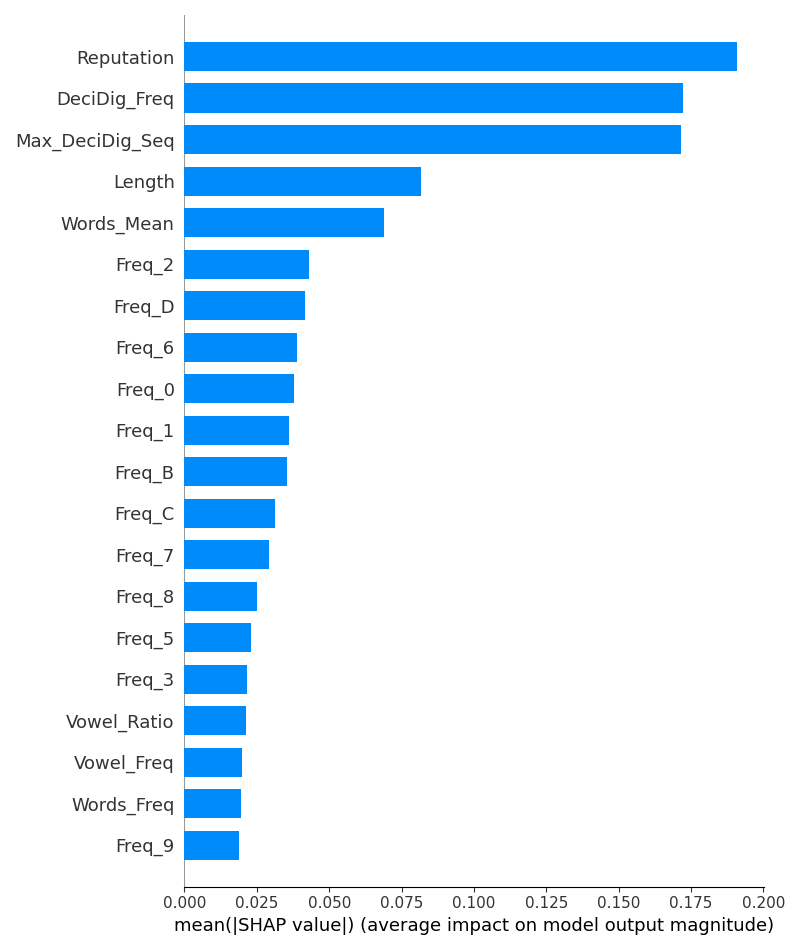 Reputation
DeciDig_Freq
Max_DeciDig_Seq
Length
Words_Mean
Freq_2
Freq_D
Freq_6
Freq_0
Freq_1
Freq_B
Freq_C
Freq_7
Freq_8
Freq_5
Freq_3
Vowel_Ratio
Vowel_Freq
Words_Freq
Freq_9
0.000 0.025 0.050 0.075 0.100 0.125 0.150 0.175 0.200
mean(|SHAP value|) (average impact on model output magnitude)